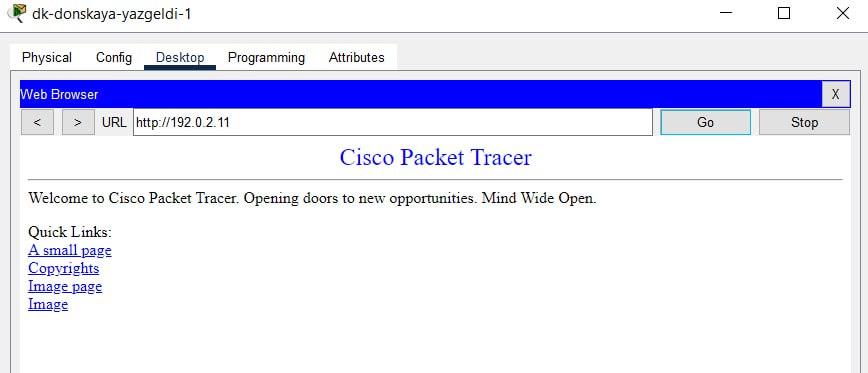 dk-donskaya-yazgeldi-1
Physical Config Desktop Programming Attributes
Web Browser X
< > URL http://192.0.2.11 Go Stop
Cisco Packet Tracer
Welcome to Cisco Packet Tracer. Opening doors to new opportunities. Mind Wide Open.
Quick Links:
A small page
Copyrights
Image page
Image